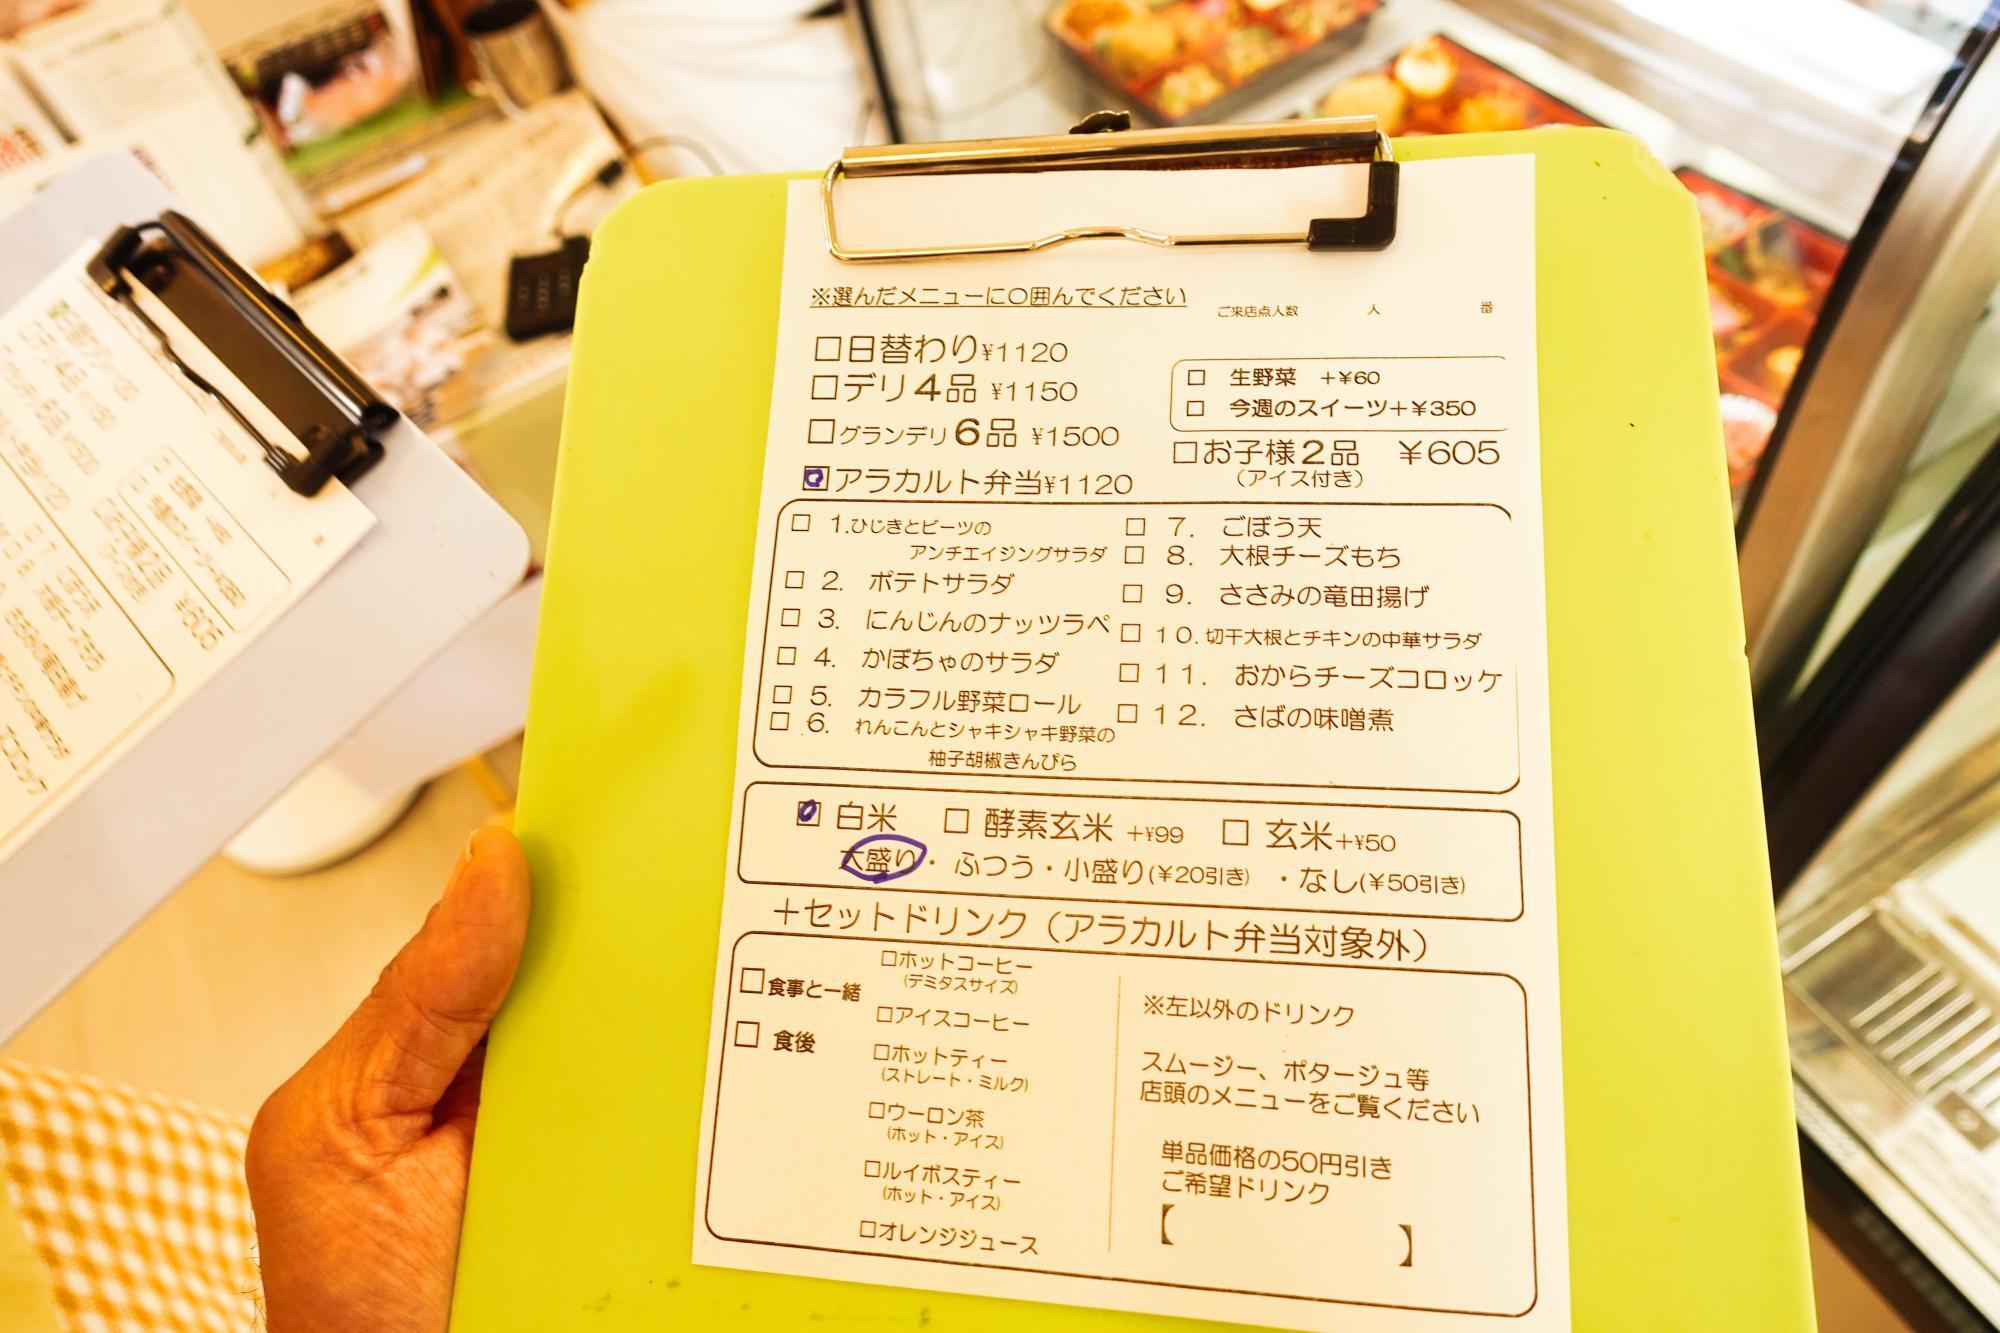 ※選んだメニューに○囲んでください
ご来店点人数 人 番
□日替わり¥1120
□デリ4品 ¥1150
□グランデリ6品 ¥1500
□アラカルト弁当¥1120
□ 生野菜 +¥60
□ 今週のスイーツ+¥350
□お子様2品 ¥605
(アイス付き)
□ 1.ひじきとビーツの
アンチエイジングサラダ
□ 2. ポテトサラダ
□ 3. にんじんのナッツラペ
□ 4. かぼちゃのサラダ
□ 5. カラフル野菜ロール
□ 6. れんこんとシャキシャキ野菜の
柚子胡椒きんぴら
□ 7. ごぼう天
□ 8. 大根チーズもち
□ 9. ささみの竜田揚げ
□ 10. 切干大根とチキンの中華サラダ
□ 11. おからチーズコロッケ
□ 12. さばの味噌煮
□ 白米 □ 酵素玄米 +¥99 □ 玄米+¥50
大盛り・ ふつう・小盛り(¥20引き) ・なし(¥50引き)
+セットドリンク(アラカルト弁当対象外)
□食事と一緒
□ 食後
□ホットコーヒー
(デミタスサイズ)
□アイスコーヒー
□ホットティー
(ストレート・ミルク)
□ウーロン茶
(ホット・アイス)
□ルイボスティー
(ホット・アイス)
□オレンジジュース
※左以外のドリンク
スムージー、ポタージュ等
店頭のメニューをご覧ください
単品価格の50円引き
ご希望ドリンク
【 】